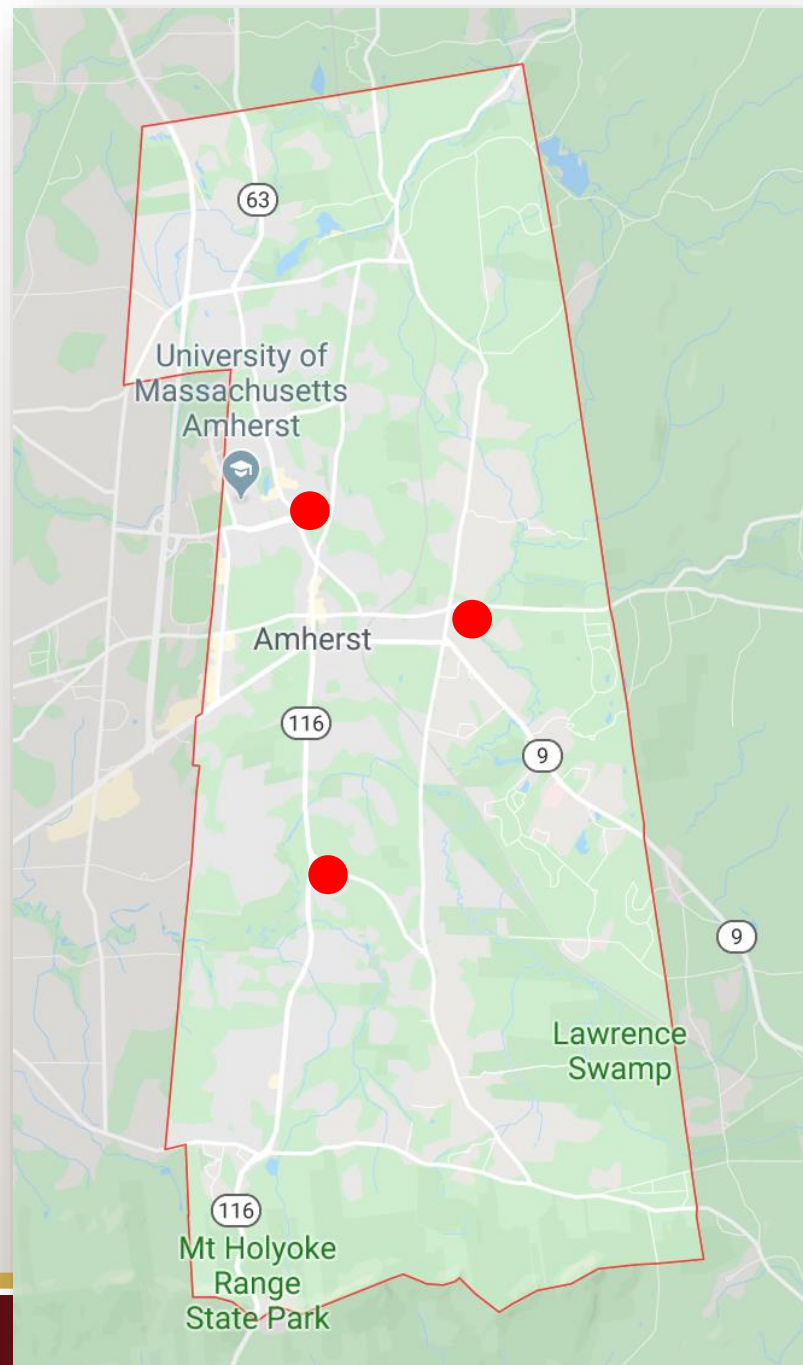 63
University of
Massachusetts
Amherst
Amherst
116
9
9
Lawrence
Swamp
116
Mt Holyoke
Range
State Park